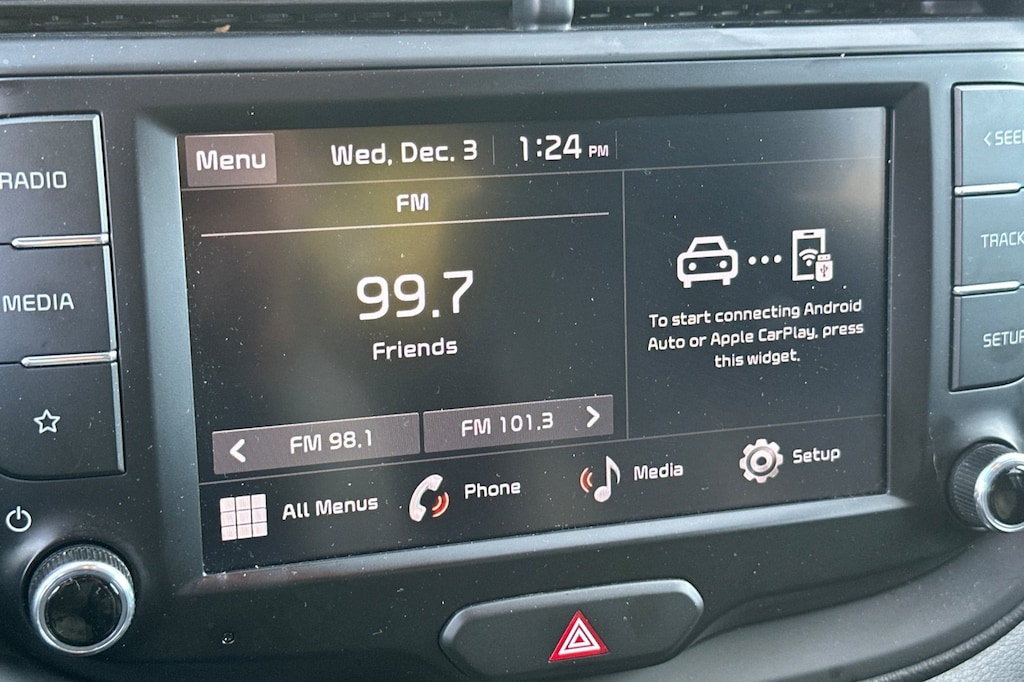 Menu
Wed, Dec. 3
1:24 PM
RADIO
MEDIA
FM
99.7
Friends
FM 98.1
FM 101.3
To start connecting Android
Auto or Apple CarPlay, press
this widget.
All Menus
Phone
Media
Setup
TRACK